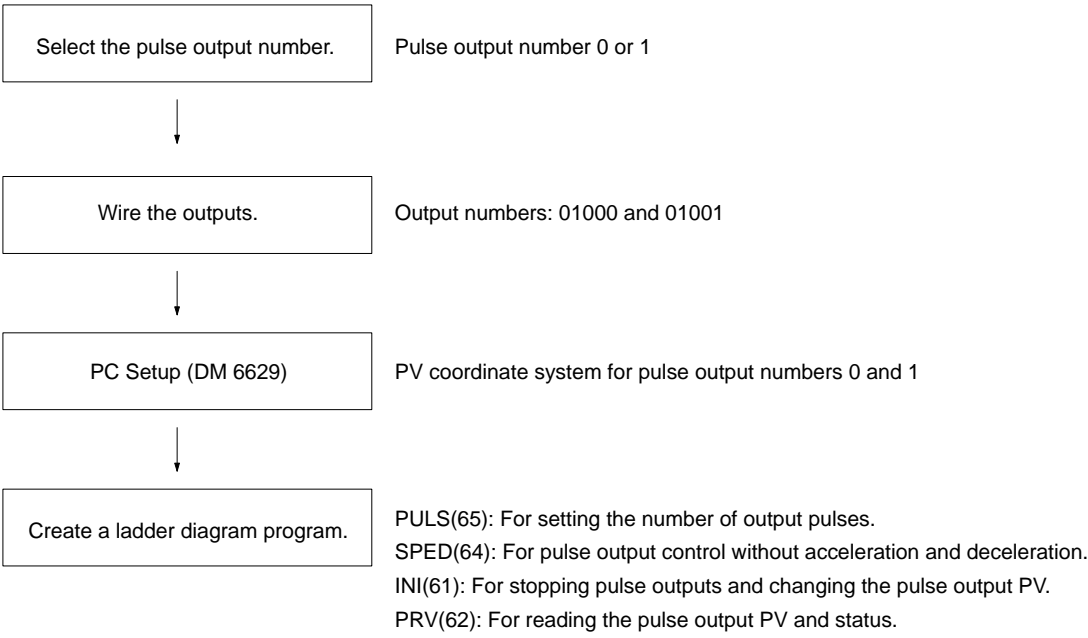 Select the pulse output number.
Pulse output number 0 or 1
Wire the outputs.
Output numbers: 01000 and 01001
PC Setup (DM 6629)
PV coordinate system for pulse output numbers 0 and 1
Create a ladder diagram program.
PULS(65): For setting the number of output pulses.
SPED(64): For pulse output control without acceleration and deceleration.
INI(61): For stopping pulse outputs and changing the pulse output PV.
PRV(62): For reading the pulse output PV and status.